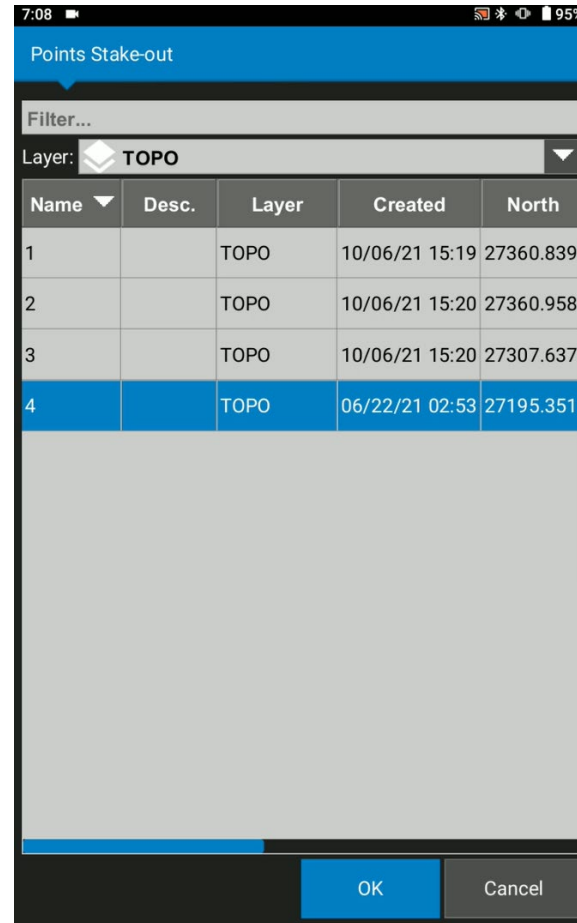 7:08 95%
Points Stake-out
Filter...
Layer: TOPO
Name Desc. Layer Created North
1 TOPO 10/06/21 15:19 27360.839
2 TOPO 10/06/21 15:20 27360.958
3 TOPO 10/06/21 15:20 27307.637
4 TOPO 06/22/21 02:53 27195.351
OK Cancel